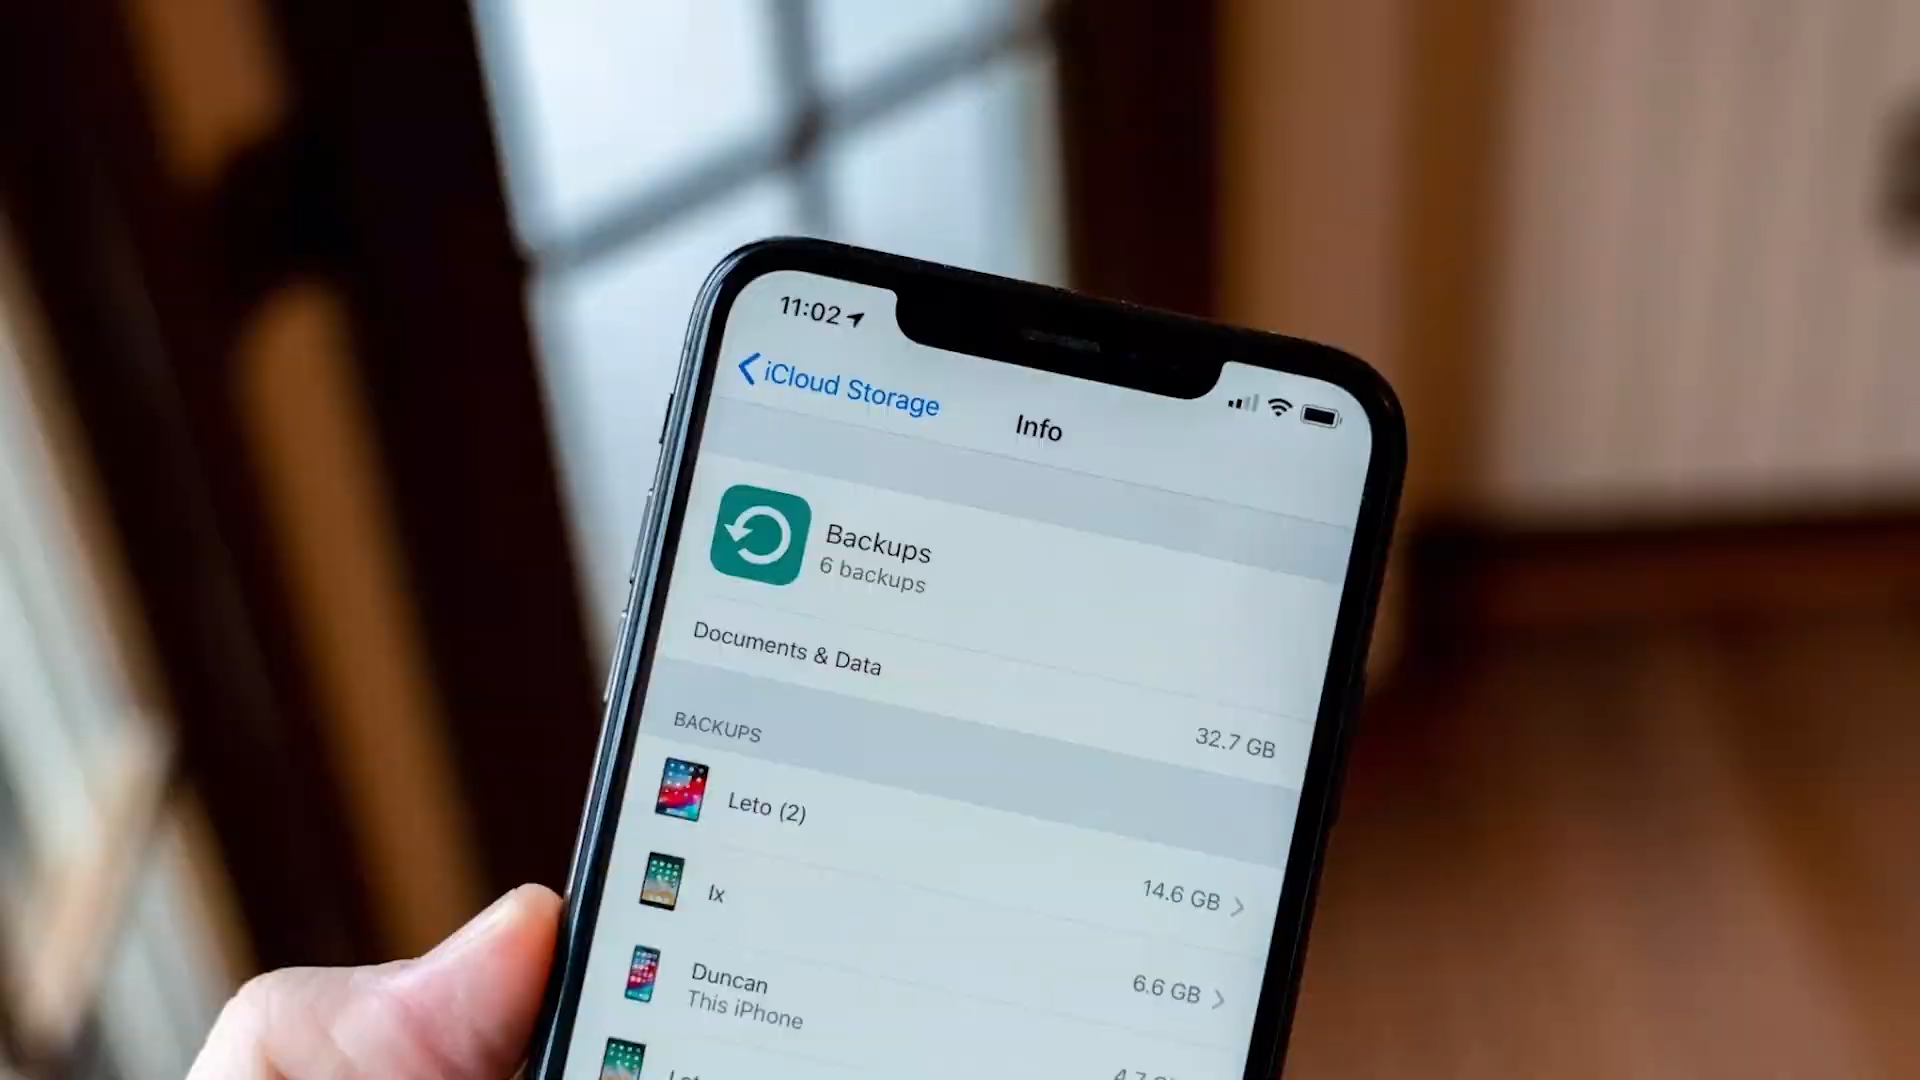 11:02
iCloud Storage
Info
Backups
6 backups
Documents & Data
32.7 GB
BACKUPS
Leto (2)
14.6 GB
Ix
6.6 GB
Duncan
This iPhone